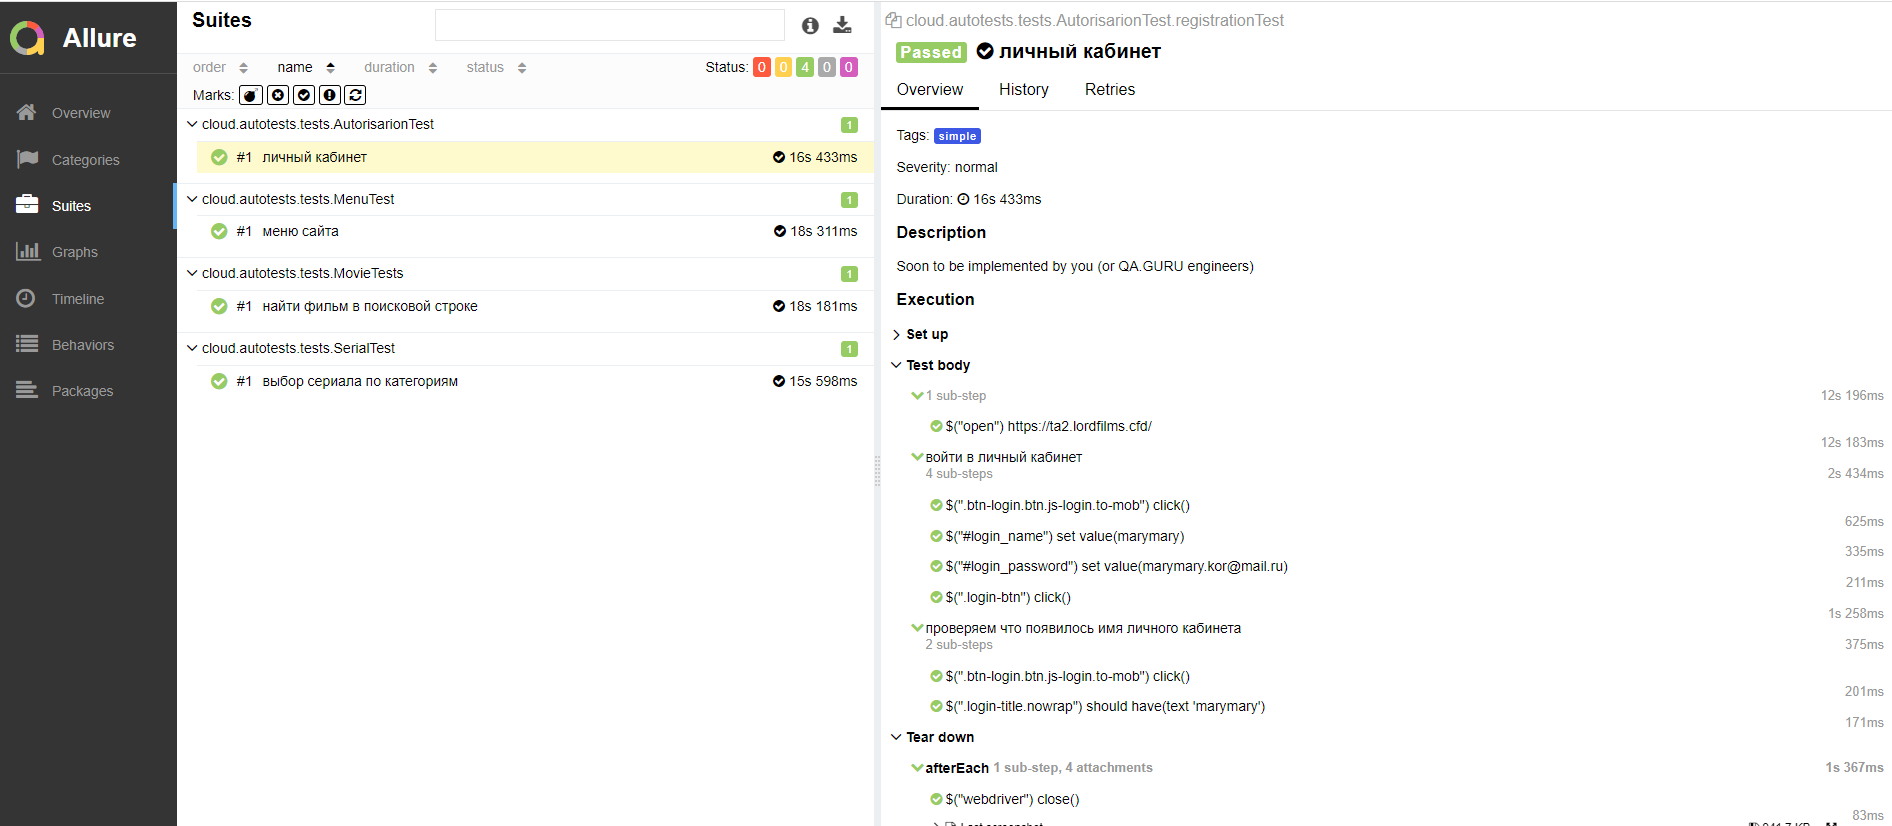 Allure
Overview
Categories
Suites
Graphs
Timeline
Behaviors
Packages
Suites
order name duration status Status: 0 0 4 0 0
Marks:
cloud.autotests.tests.AutorisarionTest 1
#1 личный кабинет 16s 433ms
cloud.autotests.tests.MenuTest 1
#1 меню сайта 18s 311ms
cloud.autotests.tests.MovieTests 1
#1 найти фильм в поисковой строке 18s 181ms
cloud.autotests.tests.SerialTest 1
#1 выбор сериала по категориям 15s 598ms
cloud.autotests.tests.AutorisarionTest.registrationTest
Passed личный кабинет
Overview History Retries
Tags: simple
Severity: normal
Duration: 16s 433ms
Description
Soon to be implemented by you (or QA.GURU engineers)
Execution
Set up
Test body
1 sub-step 12s 196ms
$("open") https://ta2.lordfilms.cfd/
12s 183ms
войти в личный кабинет
4 sub-steps 2s 434ms
$(".btn-login.btn.js-login.to-mob") click()
625ms
$("#login_name") set value(marymary)
335ms
$("#login_password") set value(marymary.kor@mail.ru)
211ms
$(".login-btn") click()
1s 258ms
проверяем что появилось имя личного кабинета
2 sub-steps 375ms
$(".btn-login.btn.js-login.to-mob") click()
201ms
$(".login-title.nowrap") should have(text 'marymary')
171ms
Tear down
afterEach 1 sub-step, 4 attachments 1s 367ms
$("webdriver") close()
83ms